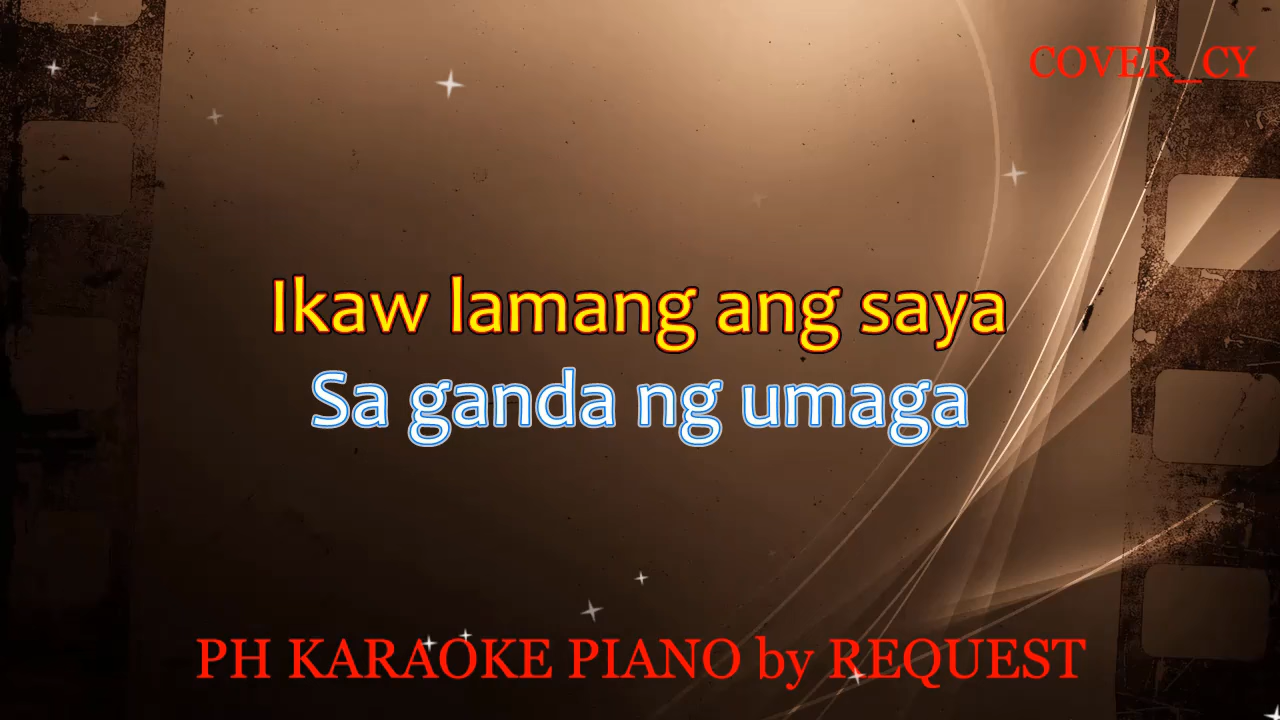 COVER_CY
Ikaw lamang ang saya
Sa ganda ng umaga
PH KARAOKE PIANO by REQUEST